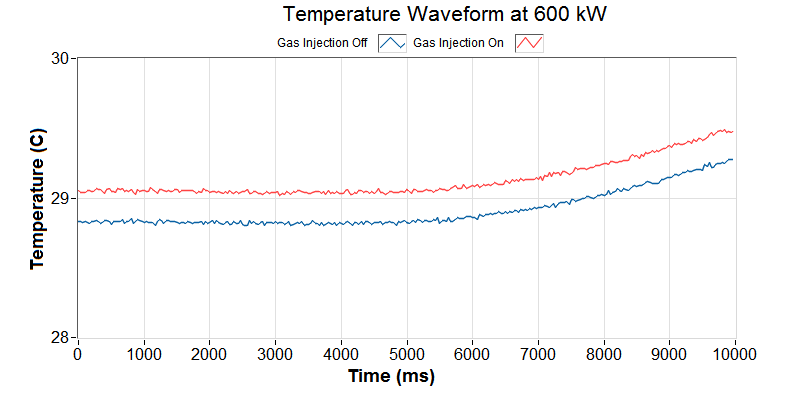 Temperature Waveform at 600 kW
Gas Injection Off Gas Injection On
30
29
28
Temperature (C)
0 1000 2000 3000 4000 5000 6000 7000 8000 9000 10000
Time (ms)